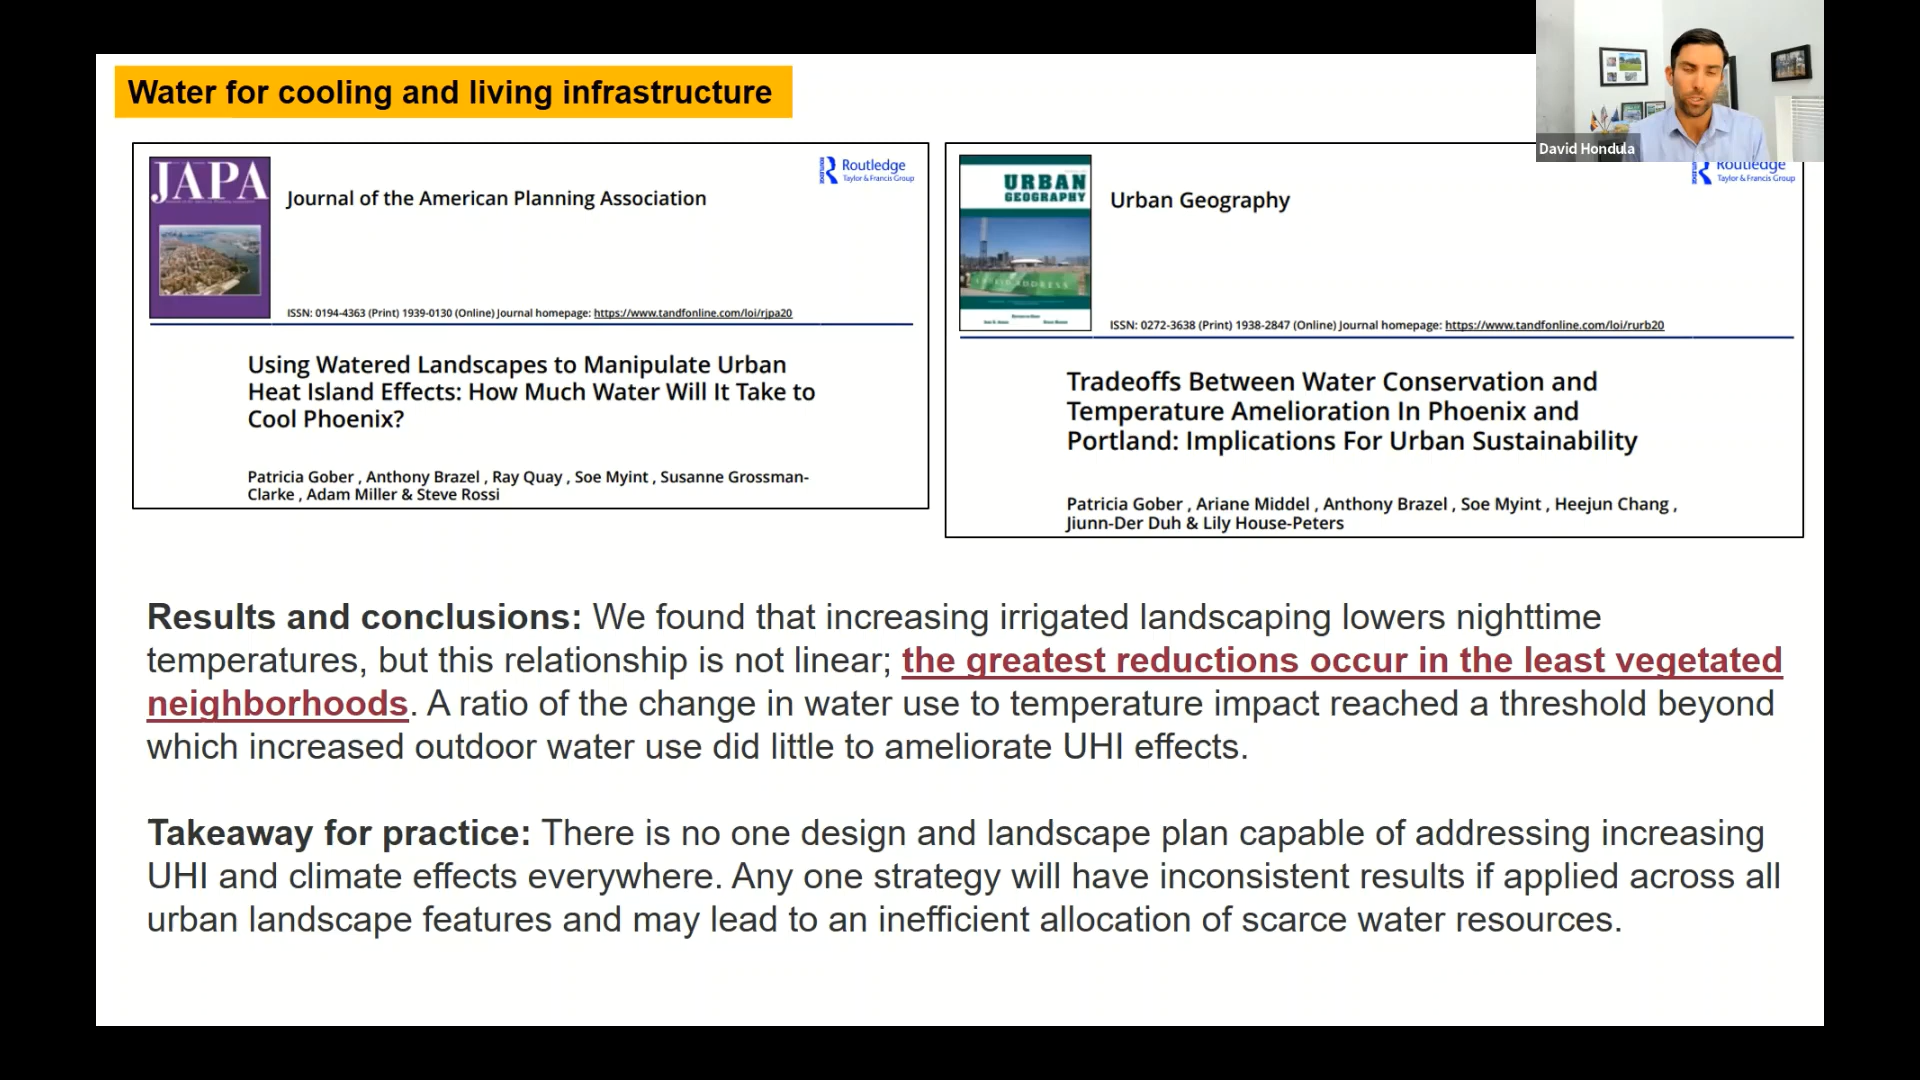 Water for cooling and living infrastructure
David Hondula
JAPA
Journal of the American Planning Association
Routledge
Taylor & Francis Group
ROUTLEDGE
ISSN: 0194-4363 (Print) 1939-0130 (Online) Journal homepage: https://www.tandfonline.com/loi/rjpa20
Using Watered Landscapes to Manipulate Urban
Heat Island Effects: How Much Water Will It Take to
Cool Phoenix?
Patricia Gober , Anthony Brazel , Ray Quay , Soe Myint , Susanne Grossman-
Clarke , Adam Miller & Steve Rossi
URBAN
GEOGRAPHY
Urban Geography
Routledge
Taylor & Francis Group
ISSN: 0272-3638 (Print) 1938-2847 (Online) Journal homepage: https://www.tandfonline.com/loi/rurb20
Tradeoffs Between Water Conservation and
Temperature Amelioration In Phoenix and
Portland: Implications For Urban Sustainability
Patricia Gober , Ariane Middel , Anthony Brazel , Soe Myint , Heejun Chang ,
Jiunn-Der Duh & Lily House-Peters
Results and conclusions: We found that increasing irrigated landscaping lowers nighttime
temperatures, but this relationship is not linear; the greatest reductions occur in the least vegetated
neighborhoods. A ratio of the change in water use to temperature impact reached a threshold beyond
which increased outdoor water use did little to ameliorate UHI effects.
Takeaway for practice: There is no one design and landscape plan capable of addressing increasing
UHI and climate effects everywhere. Any one strategy will have inconsistent results if applied across all
urban landscape features and may lead to an inefficient allocation of scarce water resources.